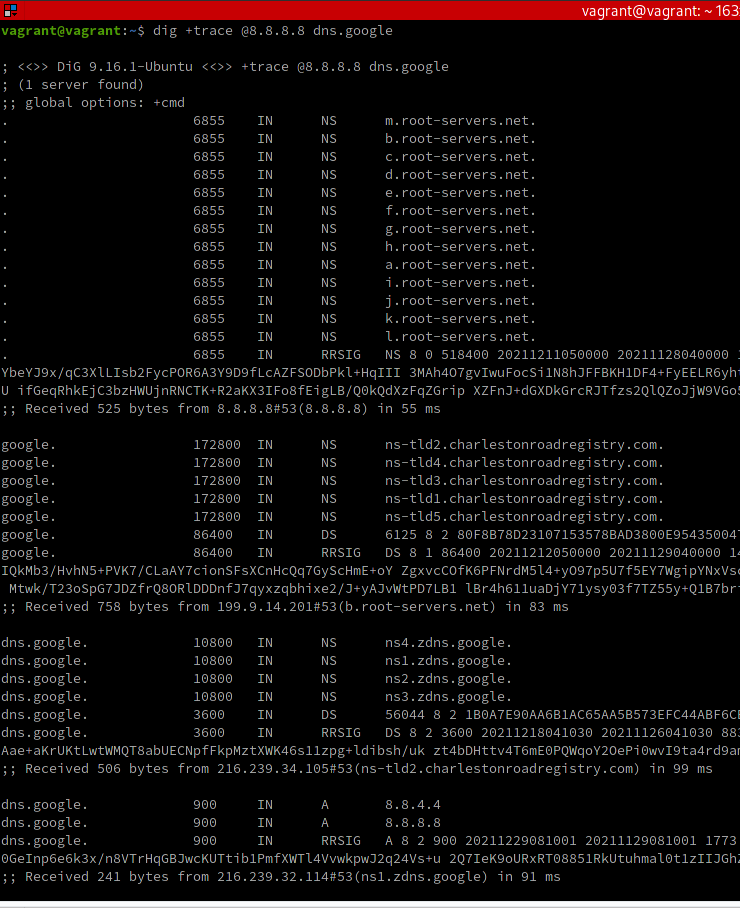 vagrant@vagrant: ~ 163
vagrant@vagrant:~$ dig +trace @8.8.8.8 dns.google
; <<>> DiG 9.16.1-Ubuntu <<>> +trace @8.8.8.8 dns.google
; (1 server found)
;; global options: +cmd
. 6855 IN NS m.root-servers.net.
. 6855 IN NS b.root-servers.net.
. 6855 IN NS c.root-servers.net.
. 6855 IN NS d.root-servers.net.
. 6855 IN NS e.root-servers.net.
. 6855 IN NS f.root-servers.net.
. 6855 IN NS g.root-servers.net.
. 6855 IN NS h.root-servers.net.
. 6855 IN NS a.root-servers.net.
. 6855 IN NS i.root-servers.net.
. 6855 IN NS j.root-servers.net.
. 6855 IN NS k.root-servers.net.
. 6855 IN NS l.root-servers.net.
. 6855 IN RRSIG NS 8 0 518400 20211211050000 20211128040000 1
YbeYJ9x/qC3XlLIsb2FycPOR6A3Y9D9fLcAZFSODbPkl+HqIII 3MAh4O7gvIwuFocSi1N8hJFFBKH1DF4+FyEELR6yh
U ifGeqRhkEjC3bzHWUjnRNCTK+R2aKX3IFo8fEigLB/Q0kQdXzFqZGrip XZFnJ+dGXDkGrcRJTfzs2QlQZoJjW9VGo
;; Received 525 bytes from 8.8.8.8#53(8.8.8.8) in 55 ms
google. 172800 IN NS ns-tld2.charlestonroadregistry.com.
google. 172800 IN NS ns-tld4.charlestonroadregistry.com.
google. 172800 IN NS ns-tld3.charlestonroadregistry.com.
google. 172800 IN NS ns-tld1.charlestonroadregistry.com.
google. 172800 IN NS ns-tld5.charlestonroadregistry.com.
google. 86400 IN DS 6125 8 2 80F8B78D23107153578BAD3800E95435004
google. 86400 IN RRSIG DS 8 1 86400 20211212050000 20211129040000 14
IQkMb3/HvhN5+PVK7/CLaAY7cionSFsXCnHcQq7GyScHmE+oY ZgxvcCOfK6PFNrdM5l4+yO97p5U7f5EY7WgipYNxVs
Mtwk/T23oSpG7JDZfrQ8ORlDDDnfJ7qyxzqbhixe2/J+yAJvWtPD7LB1 lBr4h611uaDjY71ysy03f7TZ55y+Q1B7br
;; Received 758 bytes from 199.9.14.201#53(b.root-servers.net) in 83 ms
dns.google. 10800 IN NS ns4.zdns.google.
dns.google. 10800 IN NS ns1.zdns.google.
dns.google. 10800 IN NS ns2.zdns.google.
dns.google. 10800 IN NS ns3.zdns.google.
dns.google. 3600 IN DS 56044 8 2 1B0A7E90AA6B1AC65AA5B573EFC44ABF6C
dns.google. 3600 IN RRSIG DS 8 2 3600 20211218041030 20211126041030 88
Aae+aKrUKtLwtWMQT8abUECNpfFkpMztXWK46s11zpg+ldibsh/uk zt4bDHttv4T6mE0PQWqoY2OePi0wvI9ta4rd9a
;; Received 506 bytes from 216.239.34.105#53(ns-tld2.charlestonroadregistry.com) in 99 ms
dns.google. 900 IN A 8.8.4.4
dns.google. 900 IN A 8.8.8.8
dns.google. 900 IN RRSIG A 8 2 900 20211229081001 20211129081001 1773
0GeInp6e6k3x/n8VTrHqGBJwcKUTtib1PmfXWTl4VvwkpwJ2q24Vs+u 2Q7IeK9oURxRT08851RkUtuhmal0t1zIIJGh
;; Received 241 bytes from 216.239.32.114#53(ns1.zdns.google) in 91 ms